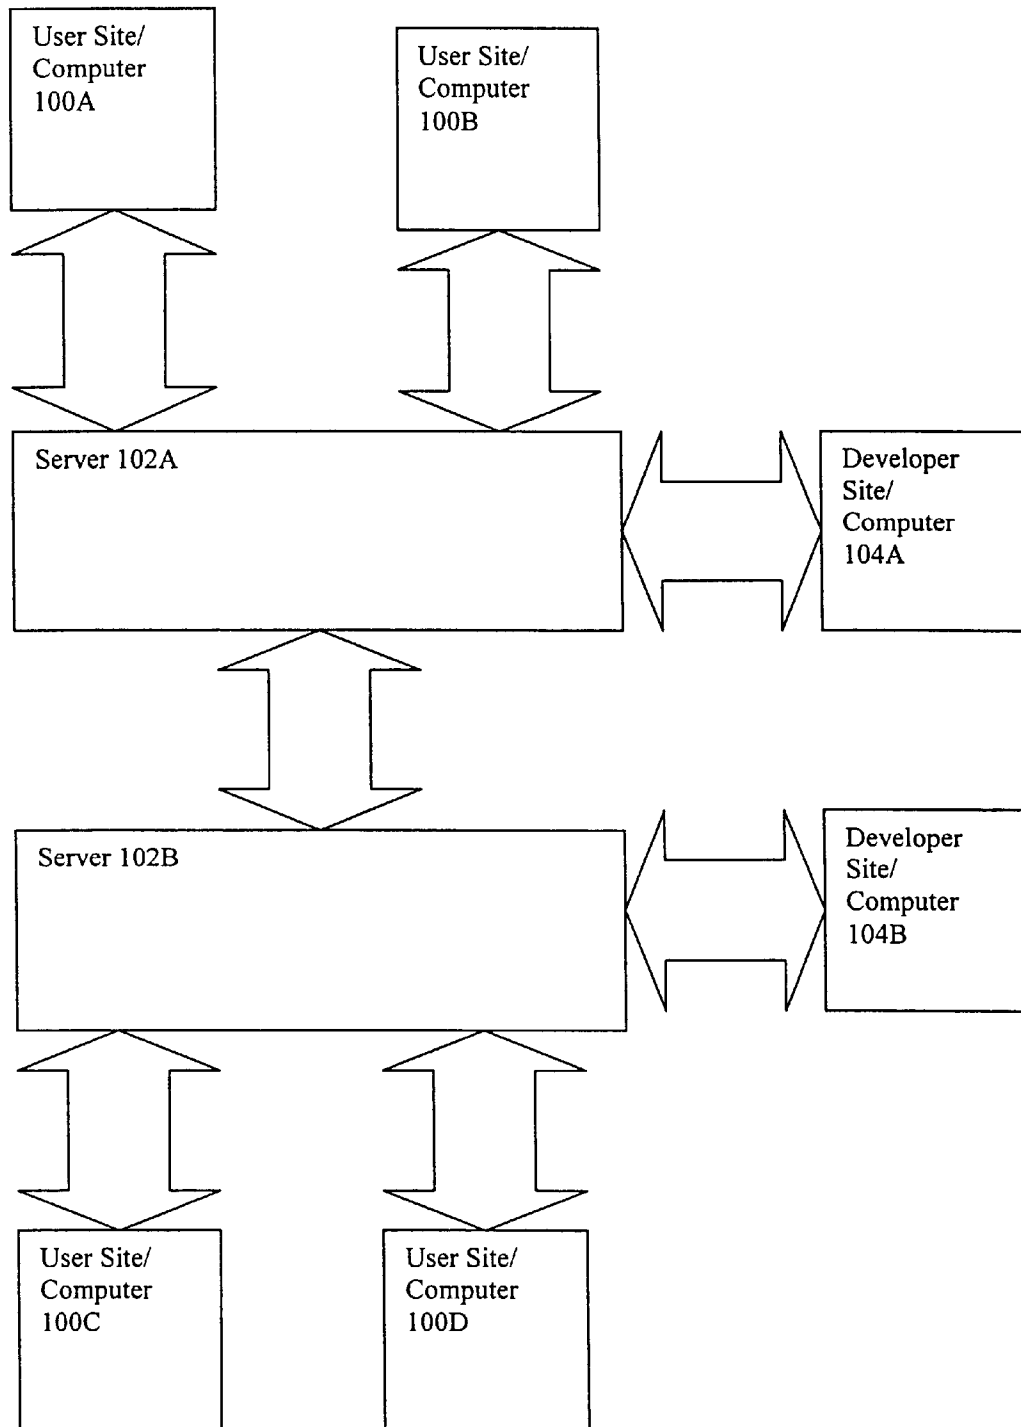 User Site/
Computer
100A
User Site/
Computer
100B
Server 102A
Developer
Site/
Computer
104A
Server 102B
Developer
Site/
Computer
104B
User Site/
Computer
100C
User Site/
Computer
100D